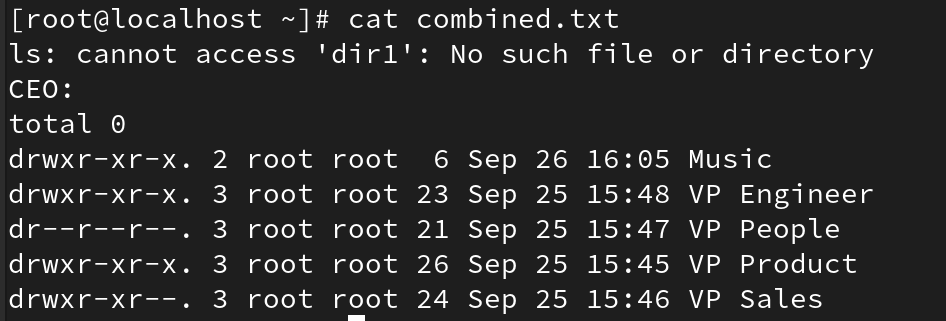 [root@localhost ~]# cat combined.txt
ls: cannot access 'dir1': No such file or directory
CEO:
total 0
drwxr-xr-x. 2 root root  6 Sep 26 16:05 Music
drwxr-xr-x. 3 root root 23 Sep 25 15:48 VP Engineer
dr--r--r--. 3 root root 21 Sep 25 15:47 VP People
drwxr-xr-x. 3 root root 26 Sep 25 15:45 VP Product
drwxr-xr--. 3 root root 24 Sep 25 15:46 VP Sales